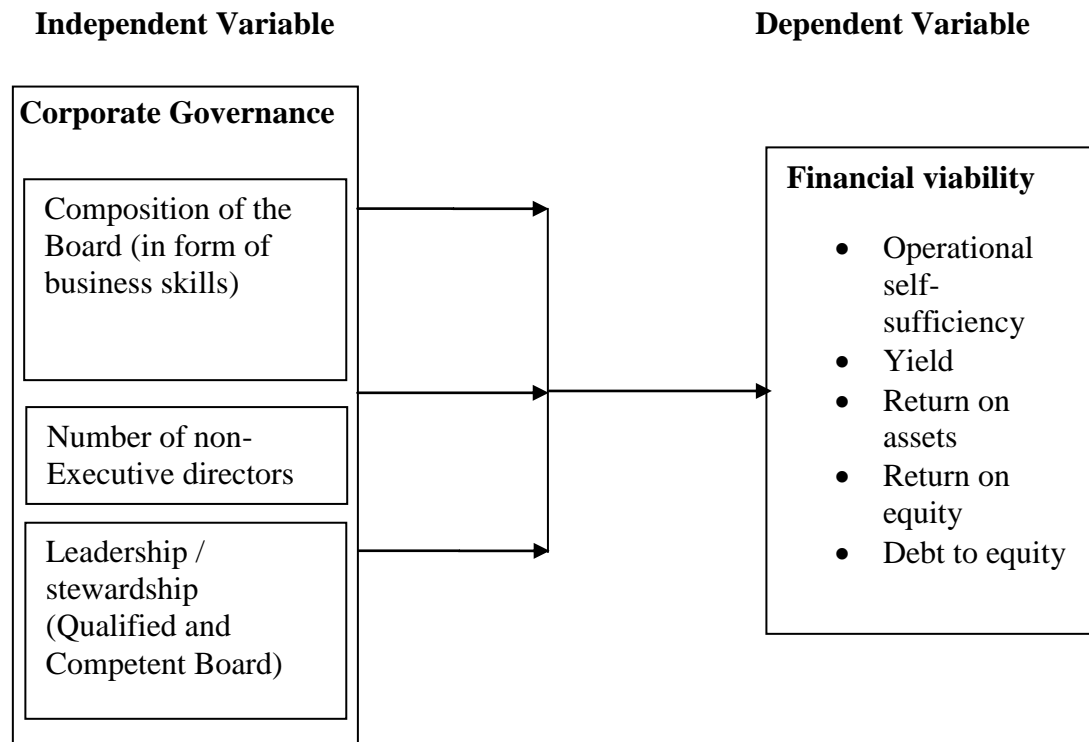 Independent Variable
Dependent Variable
Corporate Governance
Composition of the
Board (in form of
business skills)
Number of non-
Executive directors
Leadership /
stewardship
(Qualified and
Competent Board)
Financial viability
• Operational
self-
sufficiency
• Yield
• Return on
assets
• Return on
equity
• Debt to equity